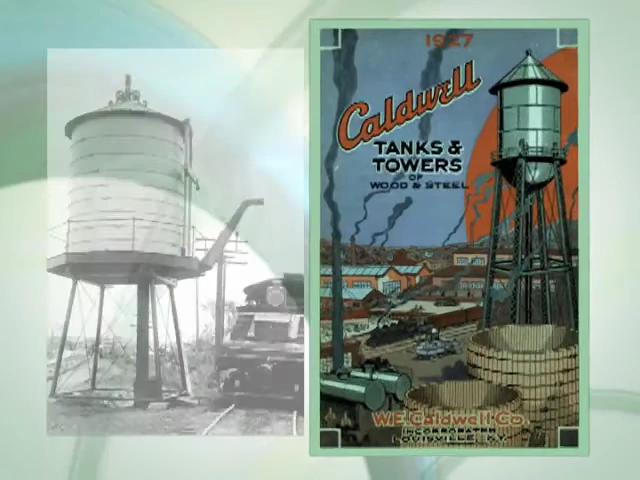 1927
Caldwell
TANKS &
TOWERS
OF
WOOD & STEEL
W.E. Caldwell Co.
INCORPORATED
LOUISVILLE, KY.